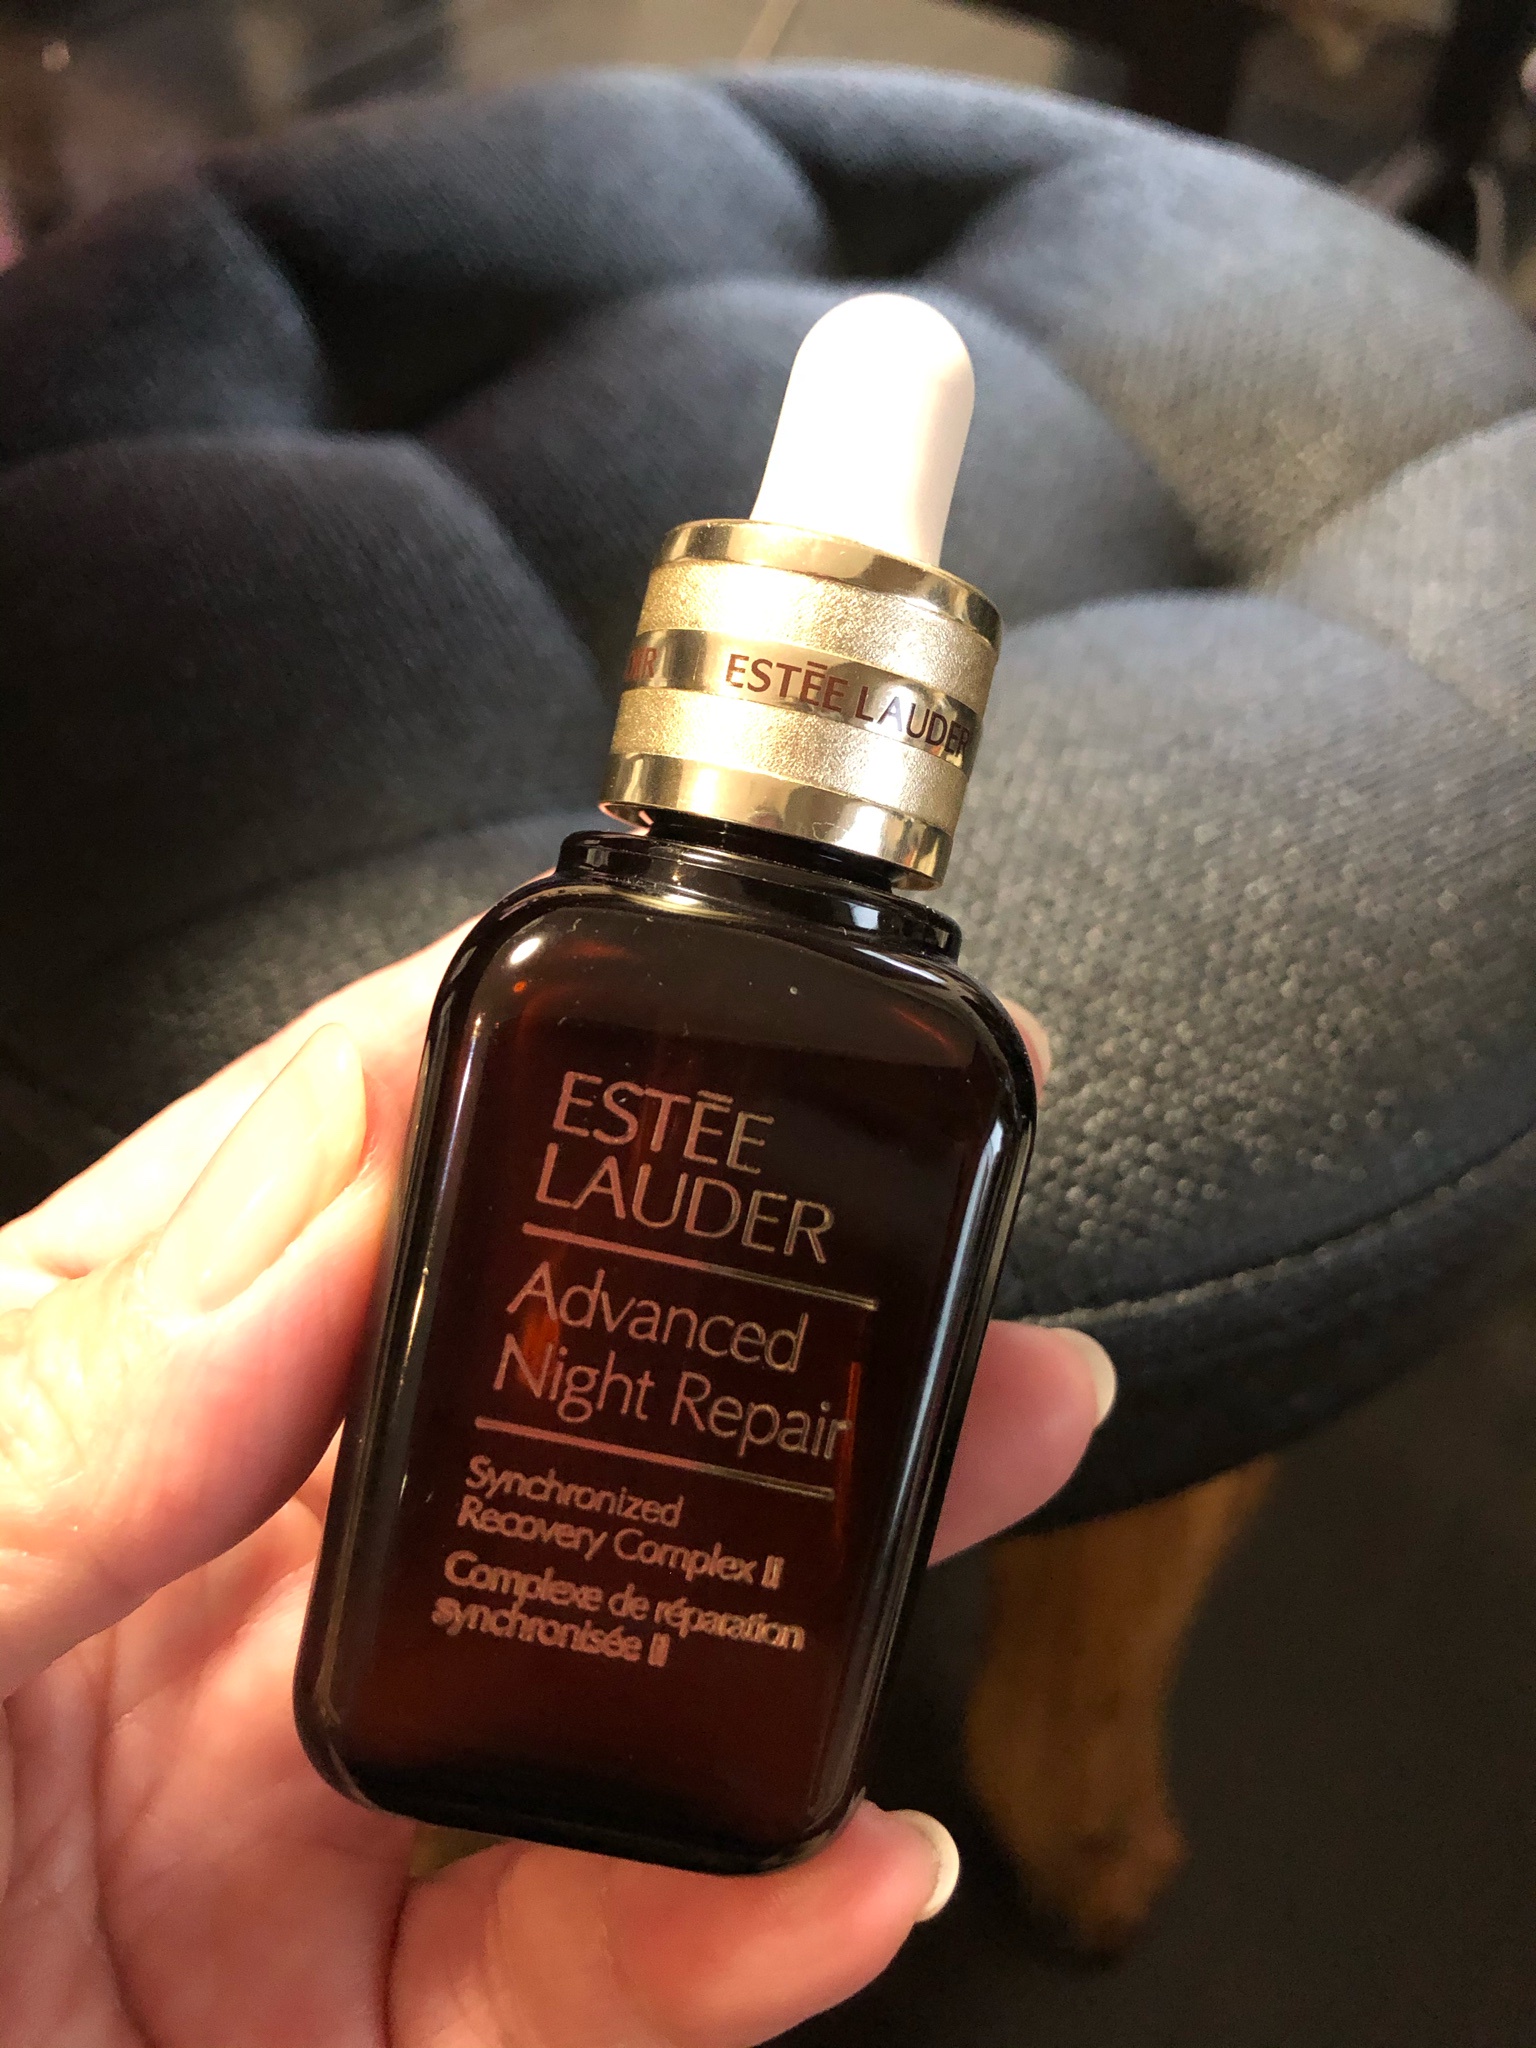 ESTĒE LAUDER
ESTĒE
LAUDER
Advanced
Night Repair
Synchronized
Recovery Complex II
Complexe de réparation
synchronisée II